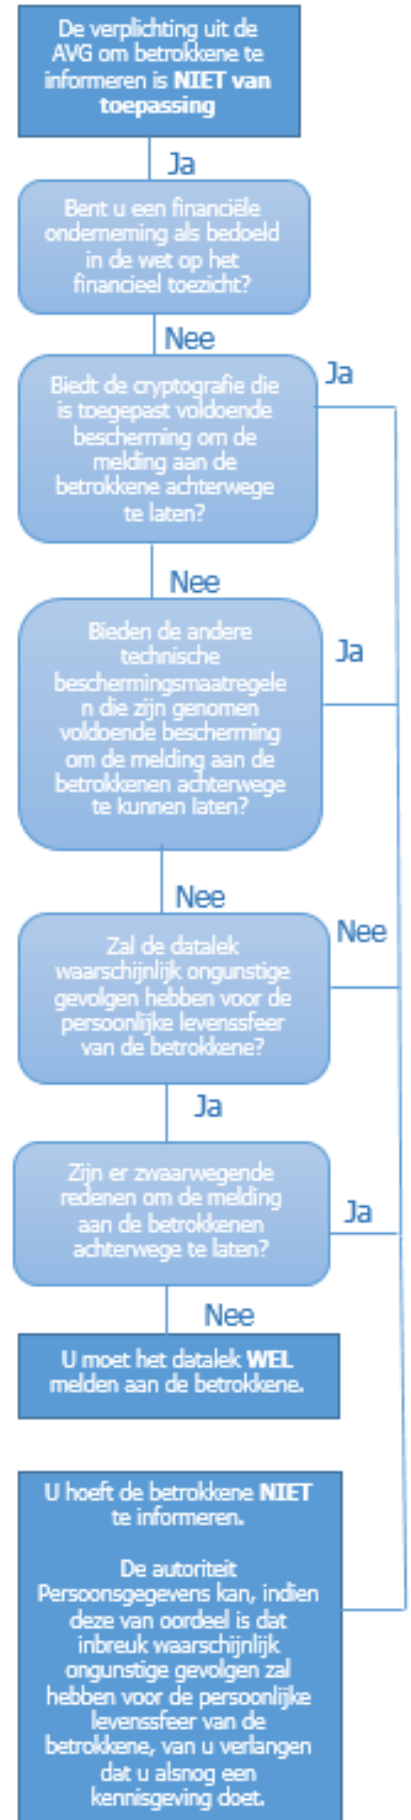 De verplichting uit de
AVG om betrokkene te
informeren is NIET van
toepassing
Ja
Bent u een financiële
onderneming als bedoeld
in de wet op het
financieel toezicht?
Nee
Biedt de cryptografie die
is toegepast voldoende
bescherming om de
melding aan de
betrokkene achterwege
te laten?
Ja
Nee
Bieden de andere
technische
beschermingsmaatregele
n die zijn genomen
voldoende bescherming
om de melding aan de
betrokkenen achterwege
te kunnen laten?
Ja
Nee
Zal de datalek
waarschijnlijk ongunstige
gevolgen hebben voor de
persoonlijke levenssfeer
van de betrokkene?
Nee
Ja
Zijn er zwaarwegende
redenen om de melding
aan de betrokkenen
achterwege te laten?
Ja
Nee
U moet het datalek WEL
melden aan de betrokkene.
U hoeft de betrokkene NIET
te informeren.
De autoriteit
Persoonsgegevens kan, indien
deze van oordeel is dat
inbreuk waarschijnlijk
ongunstige gevolgen zal
hebben voor de persoonlijke
levenssfeer van de
betrokkene, van u verlangen
dat u alsnog een
kennisgeving doet.